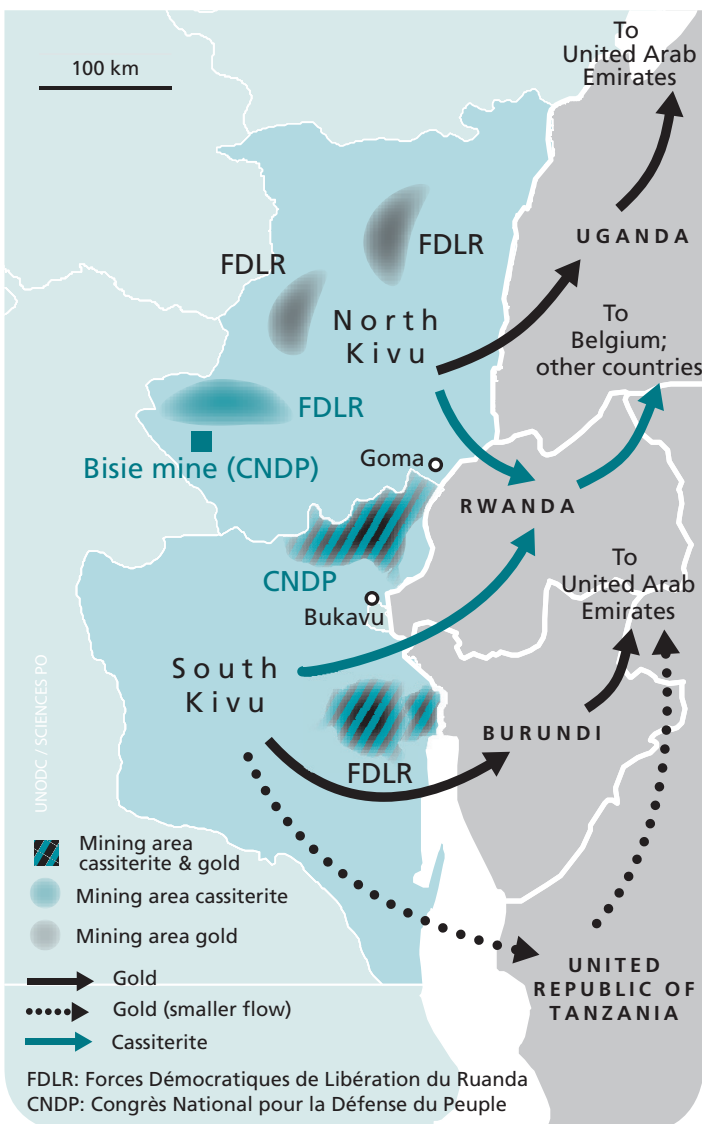 To
United Arab
Emirates
100 km
UGANDA
FDLR
FDLR
North
Kivu
To
Belgium;
other countries
FDLR
Bisie mine (CNDP)
Goma
RWANDA
CNDP
To
United Arab
Emirates
Bukavu
South
Kivu
BURUNDI
FDLR
UNODC / SCIENCES PO
Mining area
cassiterite & gold
Mining area cassiterite
Mining area gold
Gold
Gold (smaller flow)
Cassiterite
UNITED
REPUBLIC OF
TANZANIA
FDLR: Forces Démocratiques de Libération du Ruanda
CNDP: Congrès National pour la Défense du Peuple